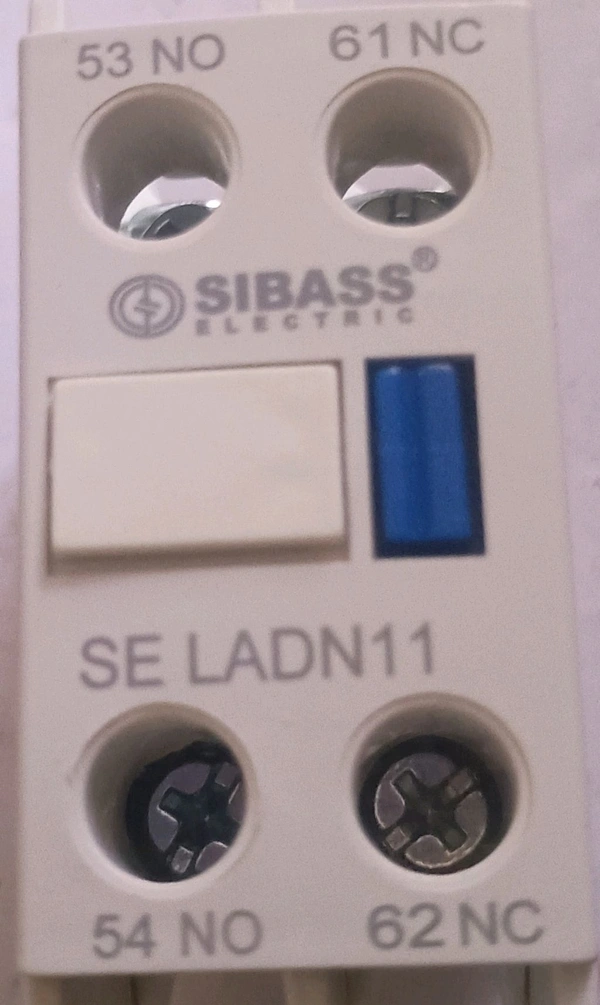 53 NO 61 NC
SIBASS®
ELECTRIC
SE LADN11
54 NO 62 NC